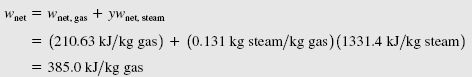 w_net = w_net, gas + yw_net, steam
= (210.63 kJ/kg gas) + (0.131 kg steam/kg gas)(1331.4 kJ/kg steam)
= 385.0 kJ/kg gas